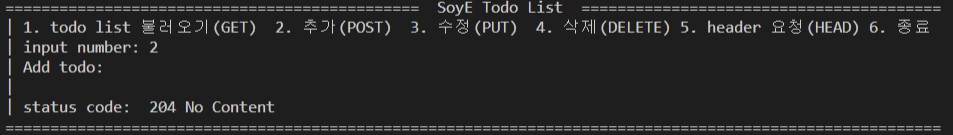 =============================================== SoyE Todo List =========================================
| 1. todo list 불러오기(GET)  2. 추가(POST)  3. 수정(PUT)  4. 삭제(DELETE) 5. header 요청(HEAD) 6. 종료
| input number: 2
| Add todo:
|
| status code:  204 No Content
==========================================================================================================